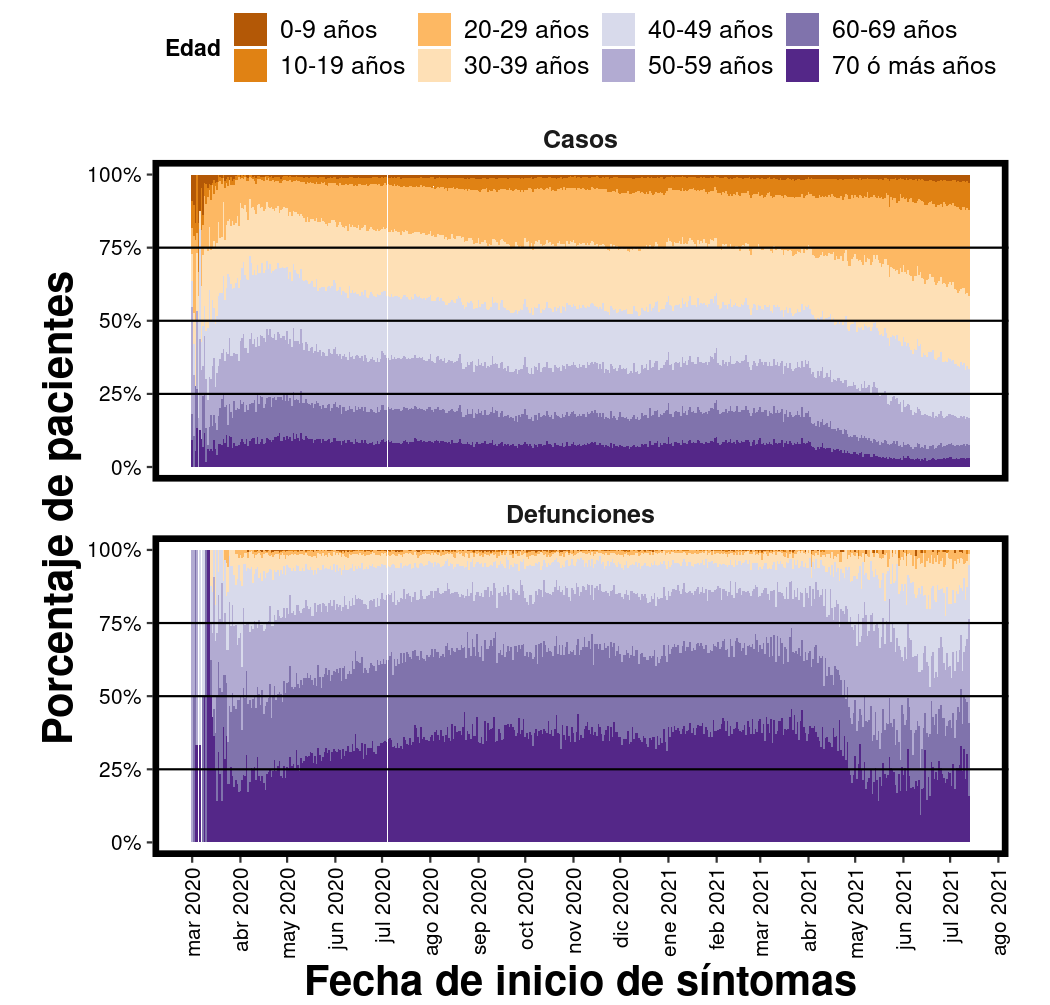 Edad
0-9 años 20-29 años 40-49 años 60-69 años
10-19 años 30-39 años 50-59 años 70 ó más años
Casos
100%
75%
50%
25%
0%
Defunciones
100%
75%
50%
25%
0%
Porcentaje de pacientes
mar 2020 abr 2020 may 2020 jun 2020 jul 2020 ago 2020 sep 2020 oct 2020 nov 2020 dic 2020 ene 2021 feb 2021 mar 2021 abr 2021 may 2021 jun 2021 jul 2021 ago 2021
Fecha de inicio de síntomas